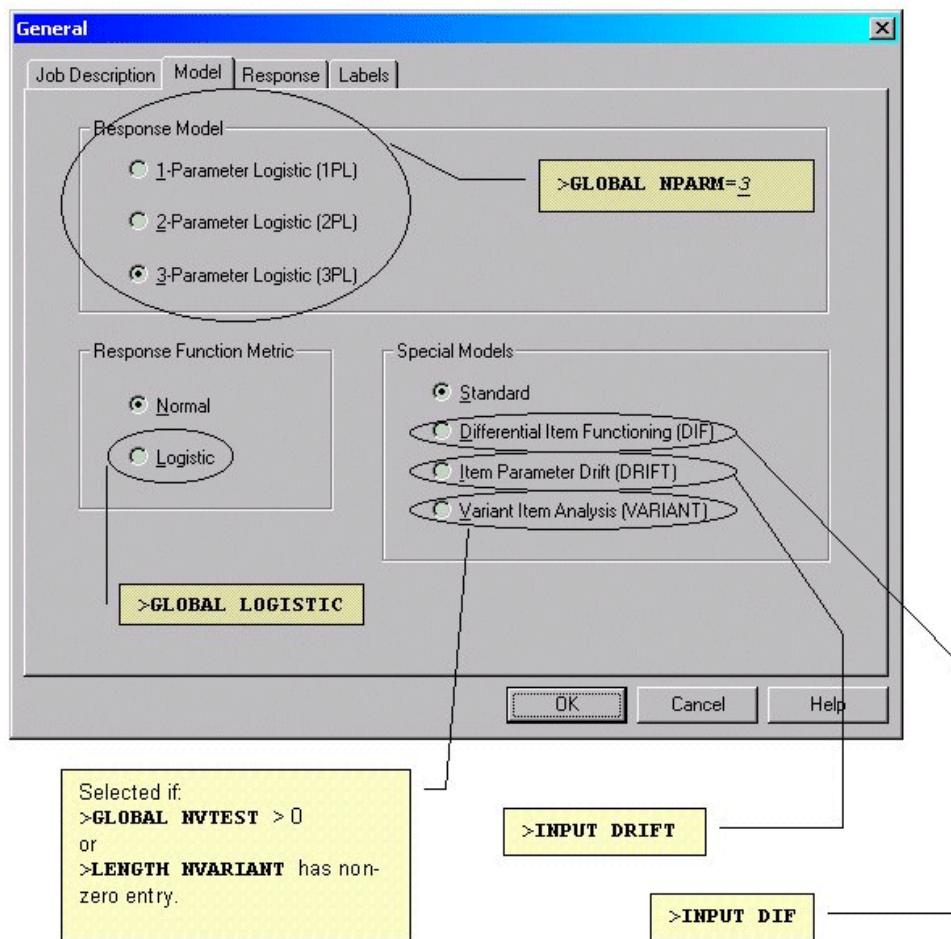 General
Job Description Model Response Labels
Response Model
1-Parameter Logistic (1PL)
>GLOBAL NPARM=3
2-Parameter Logistic (2PL)
3-Parameter Logistic (3PL)
Response Function Metric
Normal
Logistic
Special Models
Standard
Differential Item Functioning (DIF)
Item Parameter Drift (DRIFT)
Variant Item Analysis (VARIANT)
>GLOBAL LOGISTIC
OK Cancel Help
Selected if:
>GLOBAL NVTEST > 0
or
>LENGTH NVARIANT has non-
zero entry.
>INPUT DRIFT
>INPUT DIF